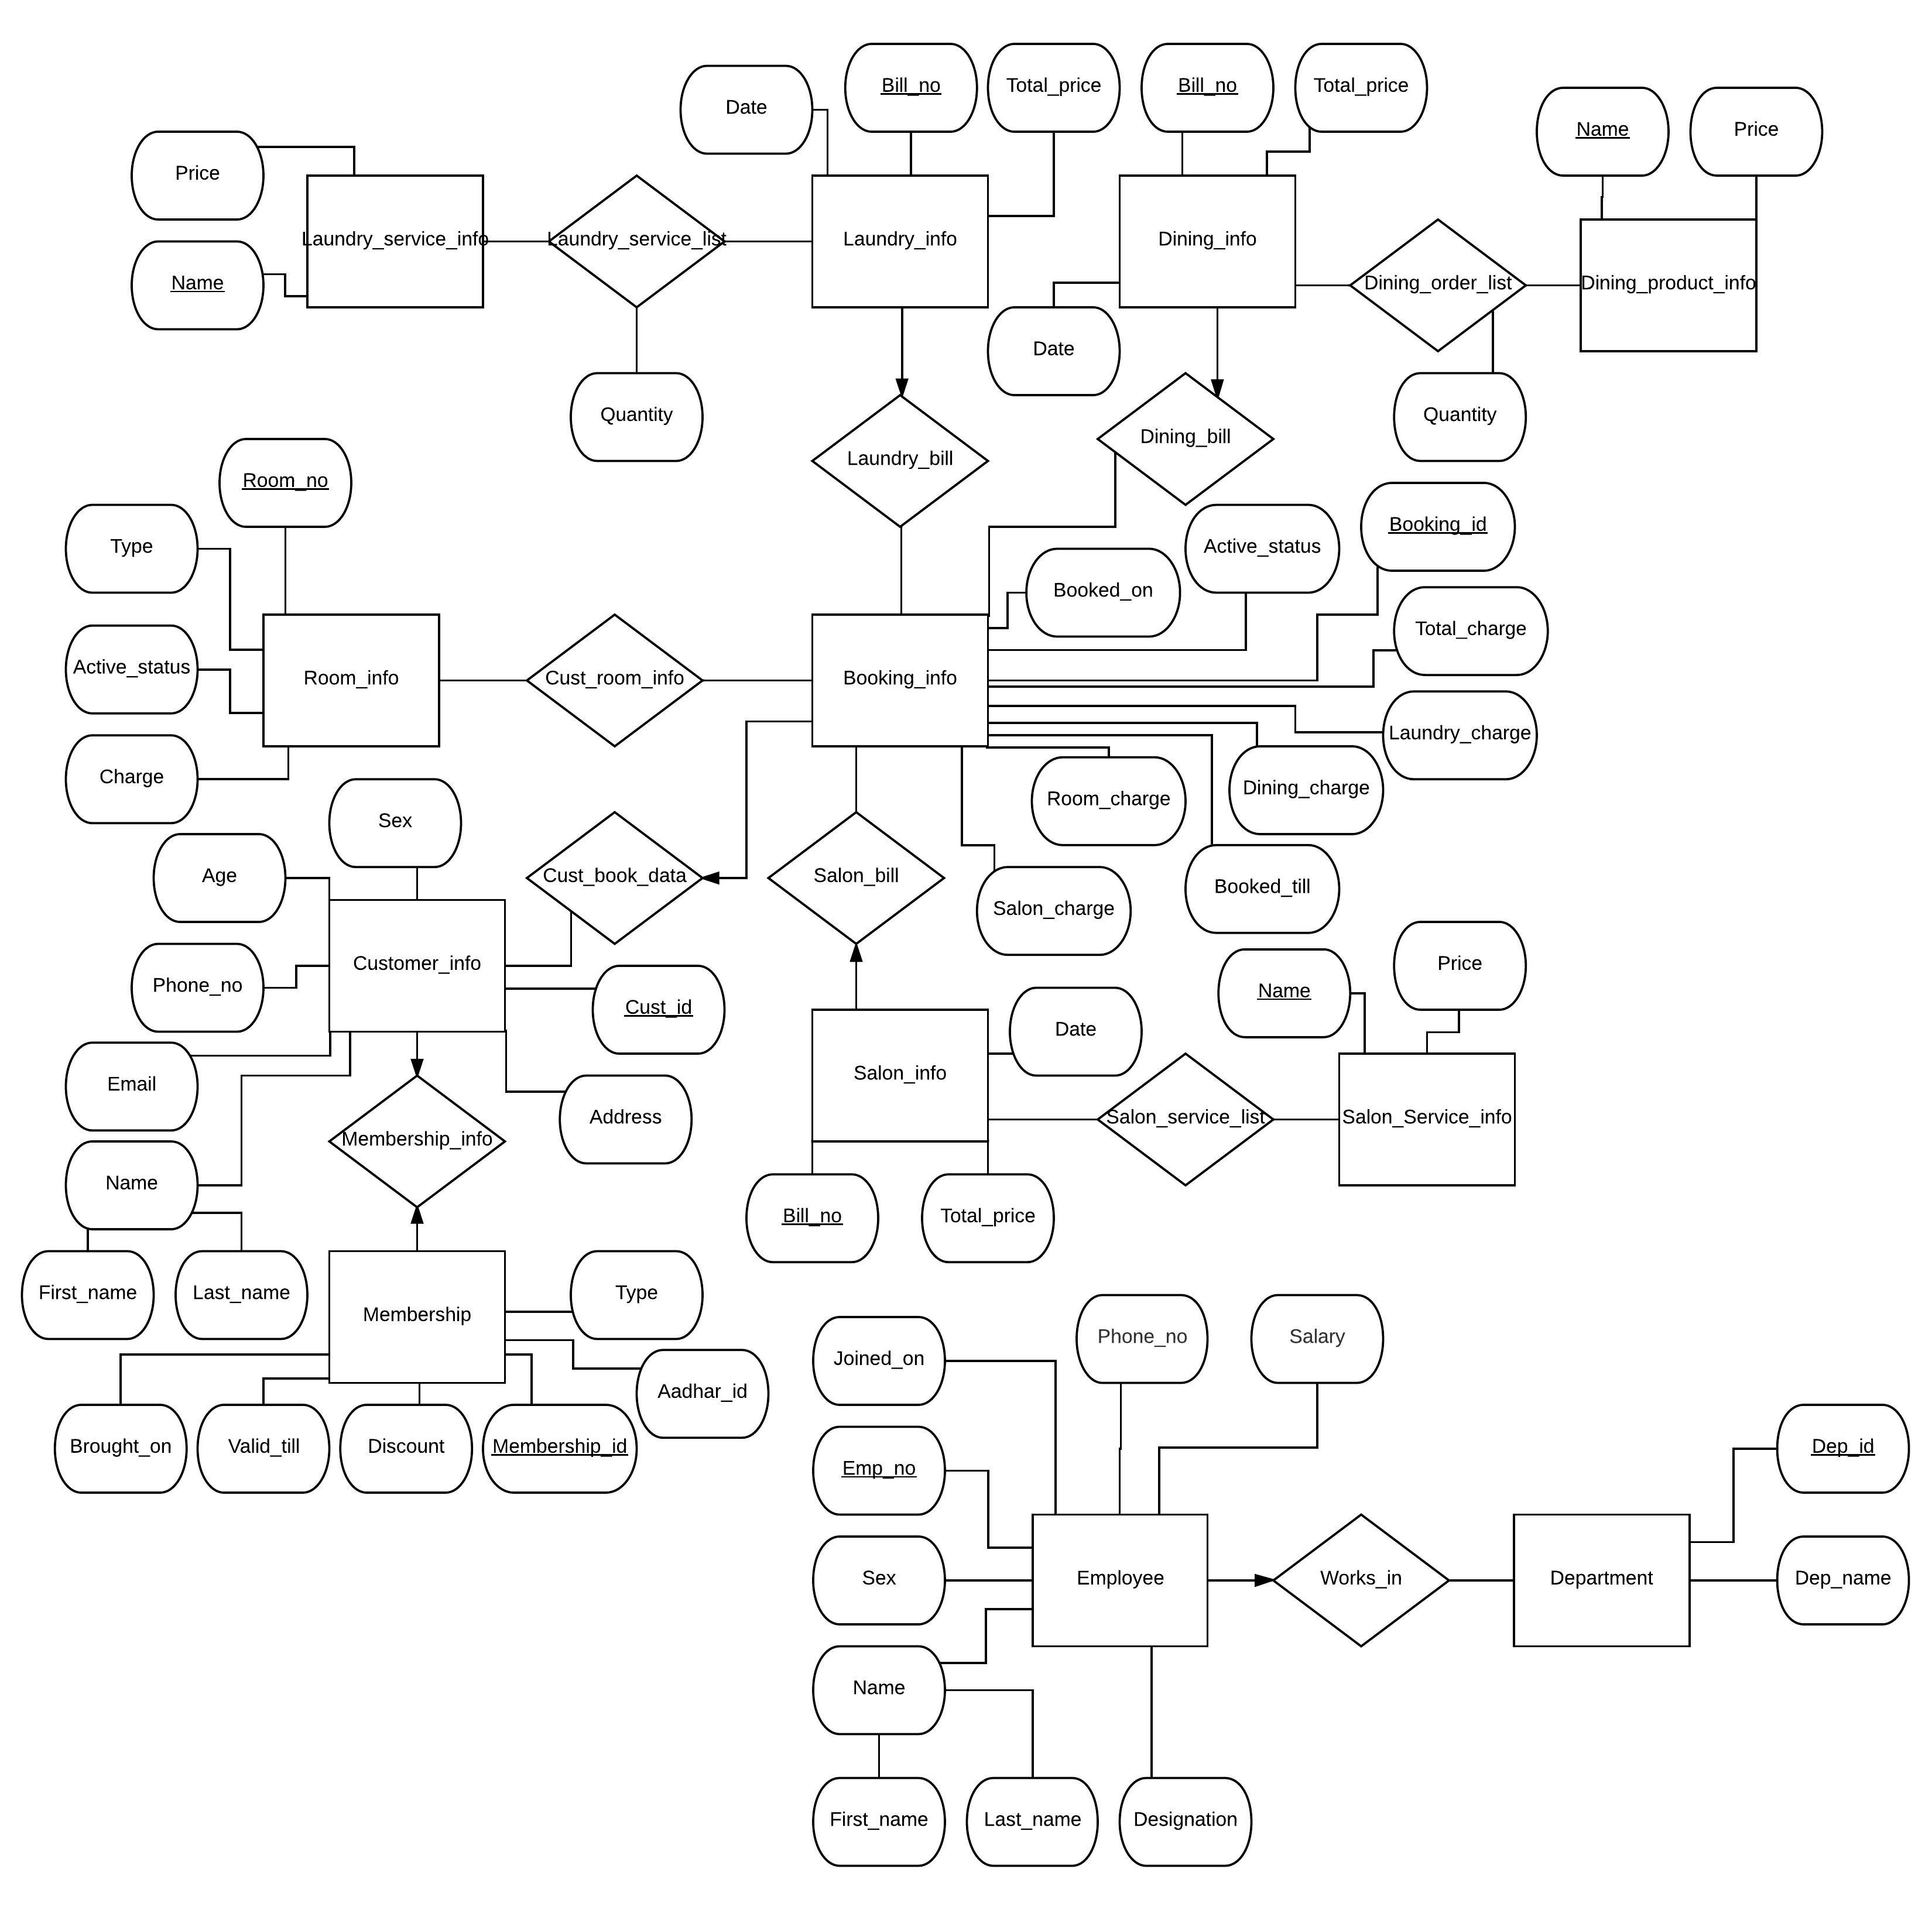 Bill_no
Total_price
Bill_no
Total_price
Date
Name
Price
Price
Laundry_service_info
Laundry_service_list
Laundry_info
Dining_info
Name
Dining_order_list
Dining_product_info
Date
Quantity
Quantity
Dining_bill
Laundry_bill
Room_no
Booking_id
Type
Active_status
Booked_on
Total_charge
Active_status
Room_info
Cust_room_info
Booking_info
Laundry_charge
Charge
Dining_charge
Room_charge
Sex
Age
Cust_book_data
Salon_bill
Booked_till
Salon_charge
Customer_info
Price
Phone_no
Name
Cust_id
Date
Email
Salon_info
Address
Salon_service_list
Salon_Service_info
Membership_info
Name
Bill_no
Total_price
First_name
Last_name
Type
Membership
Phone_no
Salary
Joined_on
Aadhar_id
Brought_on
Valid_till
Discount
Membership_id
Dep_id
Emp_no
Sex
Employee
Works_in
Department
Dep_name
Name
First_name
Last_name
Designation